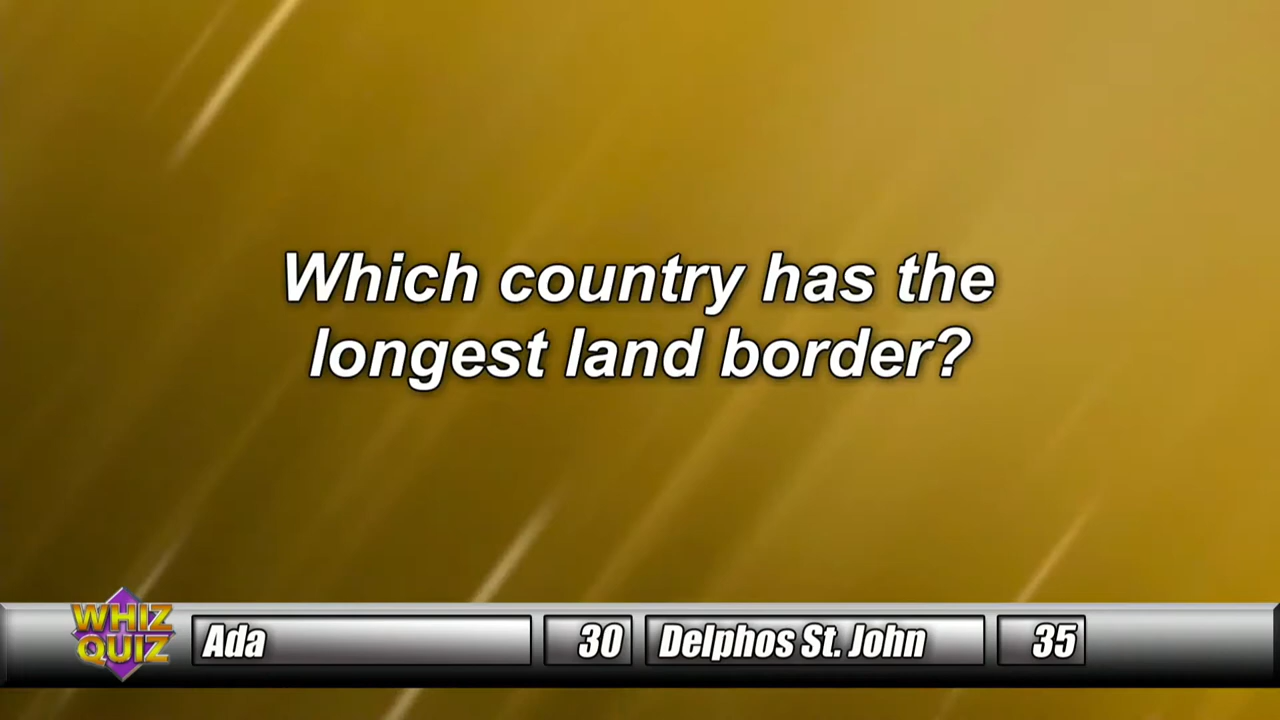 Which country has the
longest land border?
WHIZ
QUIZ
Ada 30 Delphos St. John 35